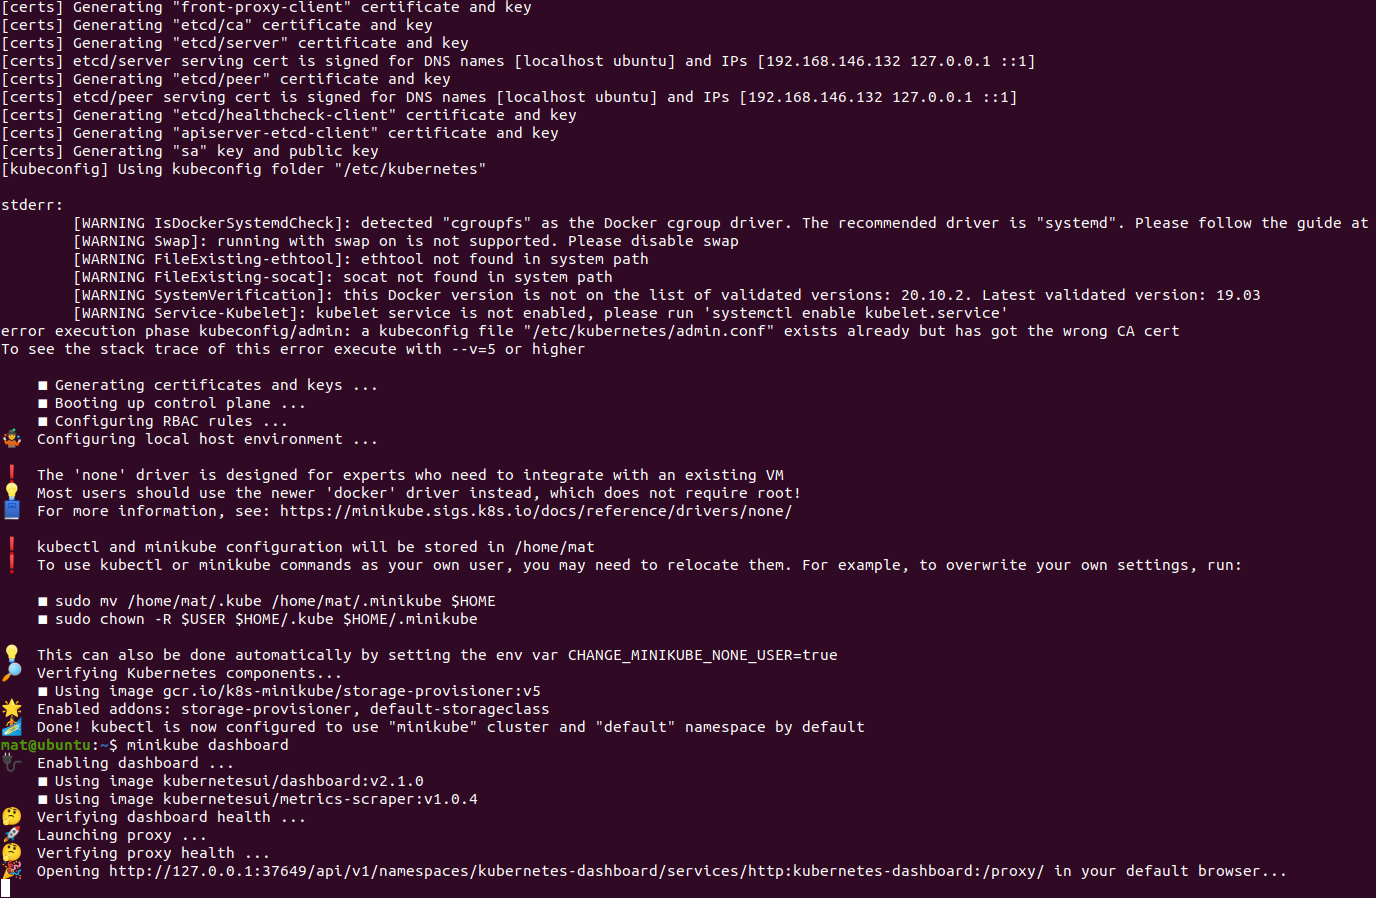 [certs] Generating "front-proxy-client" certificate and key
[certs] Generating "etcd/ca" certificate and key
[certs] Generating "etcd/server" certificate and key
[certs] etcd/server serving cert is signed for DNS names [localhost ubuntu] and IPs [192.168.146.132 127.0.0.1 ::1]
[certs] Generating "etcd/peer" certificate and key
[certs] etcd/peer serving cert is signed for DNS names [localhost ubuntu] and IPs [192.168.146.132 127.0.0.1 ::1]
[certs] Generating "etcd/healthcheck-client" certificate and key
[certs] Generating "apiserver-etcd-client" certificate and key
[certs] Generating "sa" key and public key
[kubeconfig] Using kubeconfig folder "/etc/kubernetes"
stderr:
[WARNING IsDockerSystemdCheck]: detected "cgroupfs" as the Docker cgroup driver. The recommended driver is "systemd". Please follow the guide at
[WARNING Swap]: running with swap on is not supported. Please disable swap
[WARNING FileExisting-ethtool]: ethtool not found in system path
[WARNING FileExisting-socat]: socat not found in system path
[WARNING SystemVerification]: this Docker version is not on the list of validated versions: 20.10.2. Latest validated version: 19.03
[WARNING Service-Kubelet]: kubelet service is not enabled, please run 'systemctl enable kubelet.service'
error execution phase kubeconfig/admin: a kubeconfig file "/etc/kubernetes/admin.conf" exists already but has got the wrong CA cert
To see the stack trace of this error execute with --v=5 or higher
▪ Generating certificates and keys ...
▪ Booting up control plane ...
▪ Configuring RBAC rules ...
🤹 Configuring local host environment ...
❗ The 'none' driver is designed for experts who need to integrate with an existing VM
💡 Most users should use the newer 'docker' driver instead, which does not require root!
📘 For more information, see: https://minikube.sigs.k8s.io/docs/reference/drivers/none/
❗ kubectl and minikube configuration will be stored in /home/mat
❗ To use kubectl or minikube commands as your own user, you may need to relocate them. For example, to overwrite your own settings, run:
▪ sudo mv /home/mat/.kube /home/mat/.minikube $HOME
▪ sudo chown -R $USER $HOME/.kube $HOME/.minikube
💡 This can also be done automatically by setting the env var CHANGE_MINIKUBE_NONE_USER=true
🔎 Verifying Kubernetes components...
▪ Using image gcr.io/k8s-minikube/storage-provisioner:v5
🌟 Enabled addons: storage-provisioner, default-storageclass
🏄 Done! kubectl is now configured to use "minikube" cluster and "default" namespace by default
mat@ubuntu:~$ minikube dashboard
🔌 Enabling dashboard ...
▪ Using image kubernetesui/dashboard:v2.1.0
▪ Using image kubernetesui/metrics-scraper:v1.0.4
🤔 Verifying dashboard health ...
🚀 Launching proxy ...
🤔 Verifying proxy health ...
🎉 Opening http://127.0.0.1:37649/api/v1/namespaces/kubernetes-dashboard/services/http:kubernetes-dashboard:/proxy/ in your default browser...